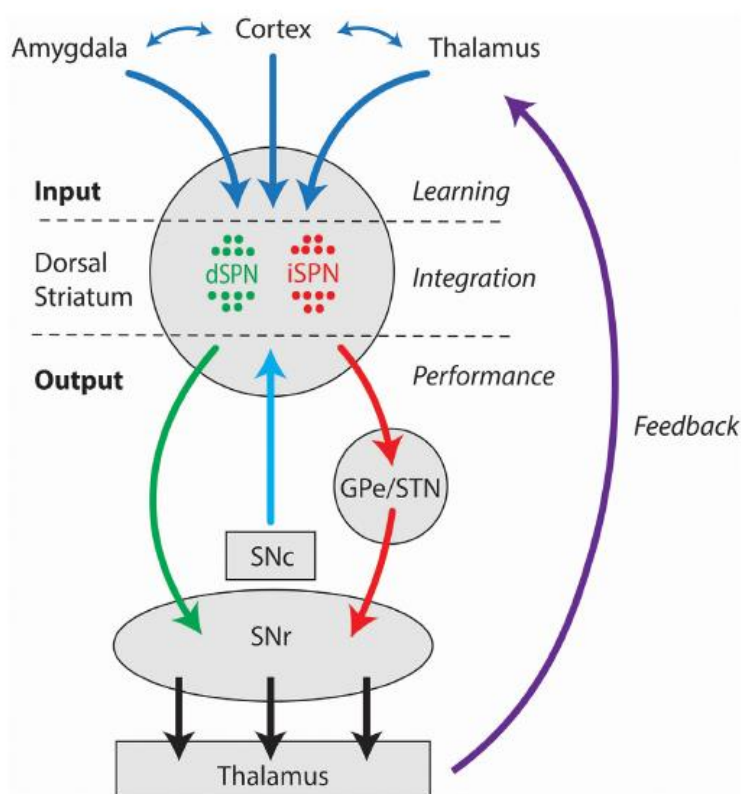 Amygdala
Cortex
Thalamus
Input
Learning
Dorsal
Striatum
dSPN
iSPN
Integration
Output
Performance
Feedback
GPe/STN
SNc
SNr
Thalamus